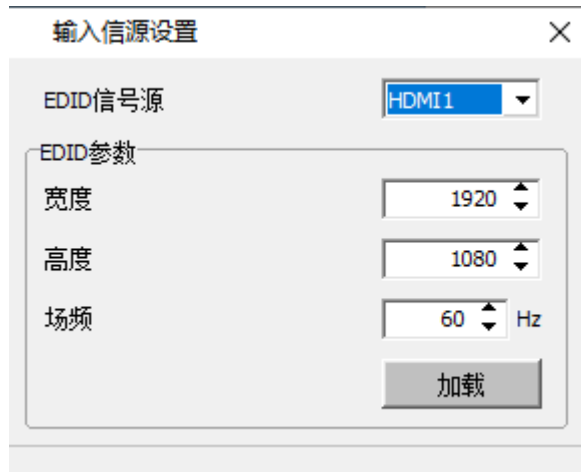 输入信源设置
EDID信号源 HDMI1
EDID参数
宽度 1920
高度 1080
场频 60 Hz
加载